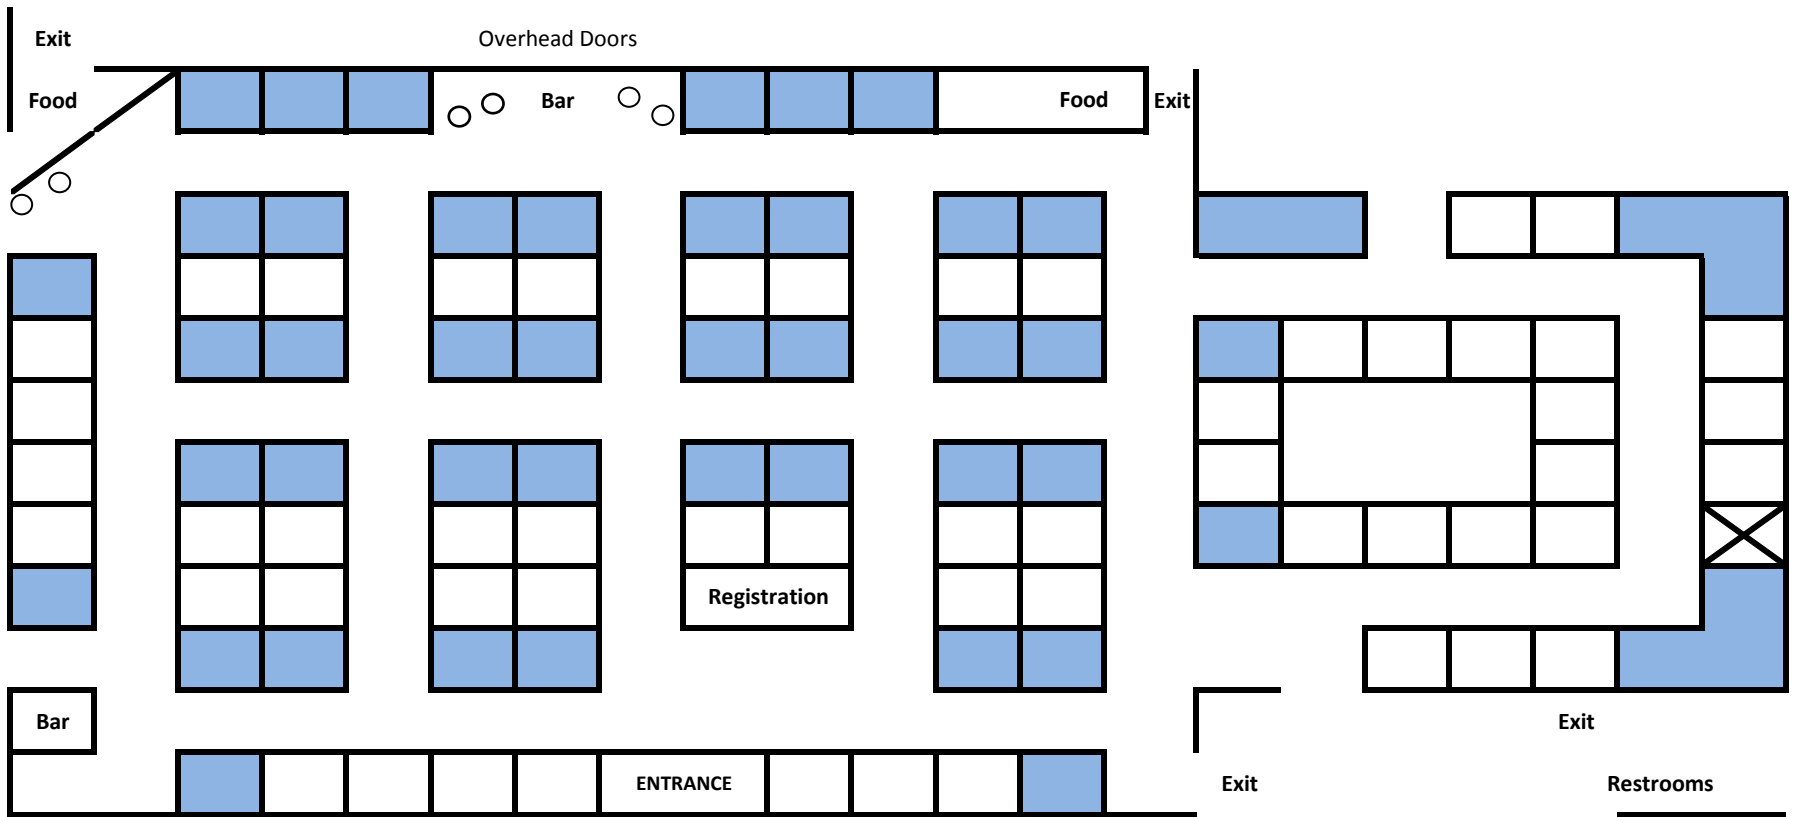 Exit
Overhead Doors
Food
Bar
Food
Exit
Registration
Bar
Exit
ENTRANCE
Exit
Restrooms